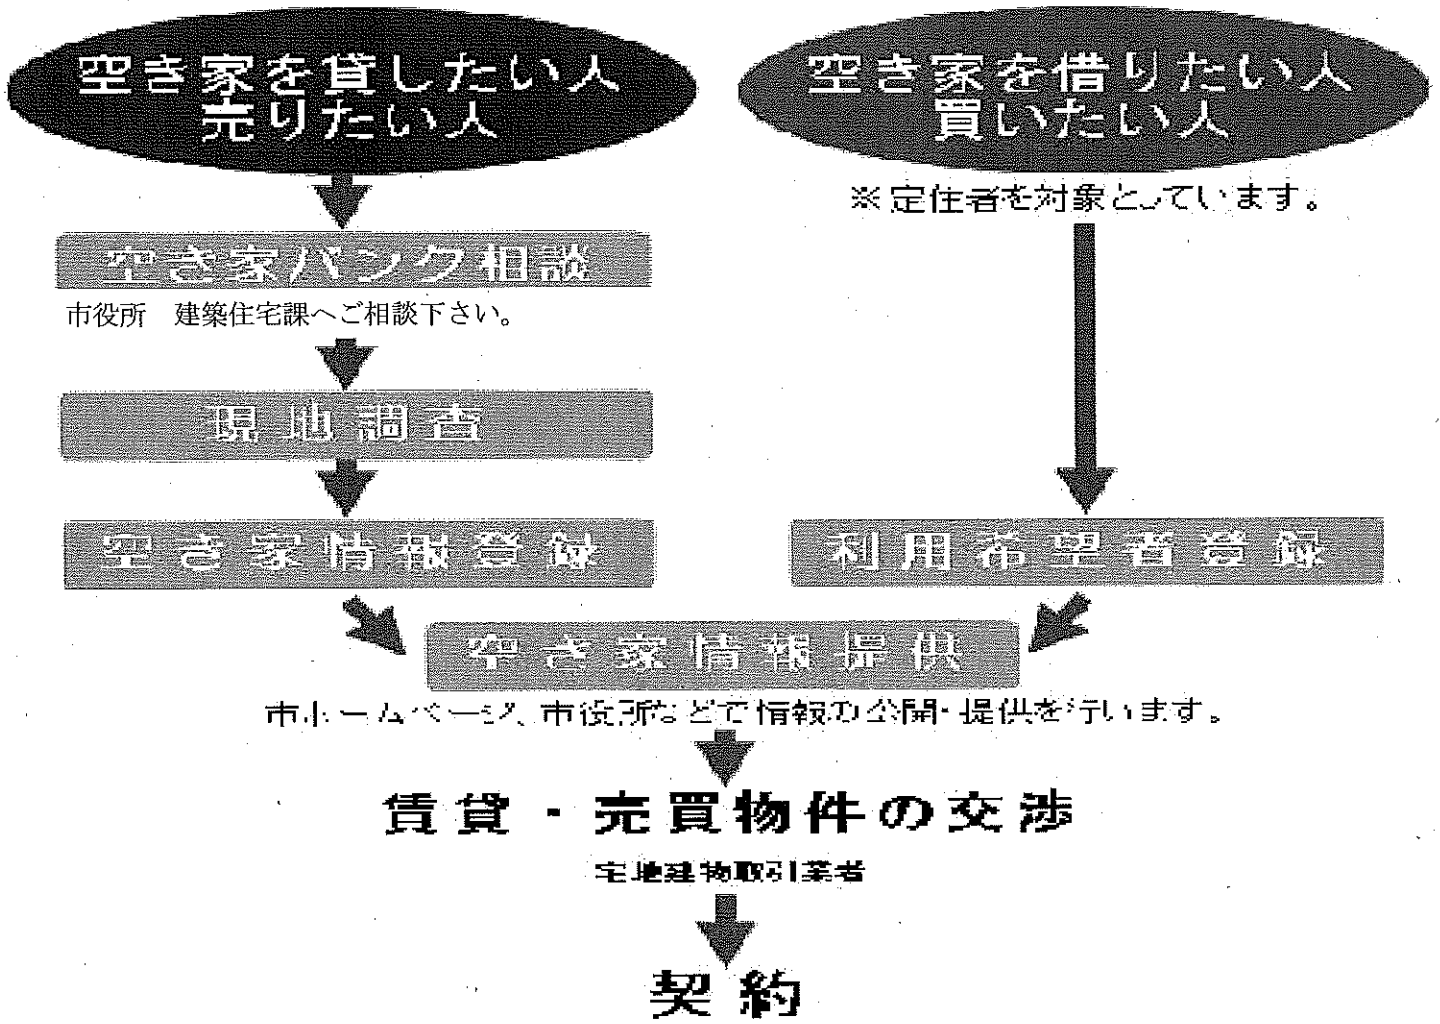 空き家を貸したい人
売りたい人
空き家を借りたい人
買いたい人
※定住者を対象としています。
空き家バンク相談
市役所　建築住宅課へご相談下さい。
現地調査
空き家情報登録
利用希望者登録
空き家情報提供
市ホームページ、市役所などで情報の公開・提供を行います。
賃貸・売買物件の交渉
宅地建物取引業者
契約